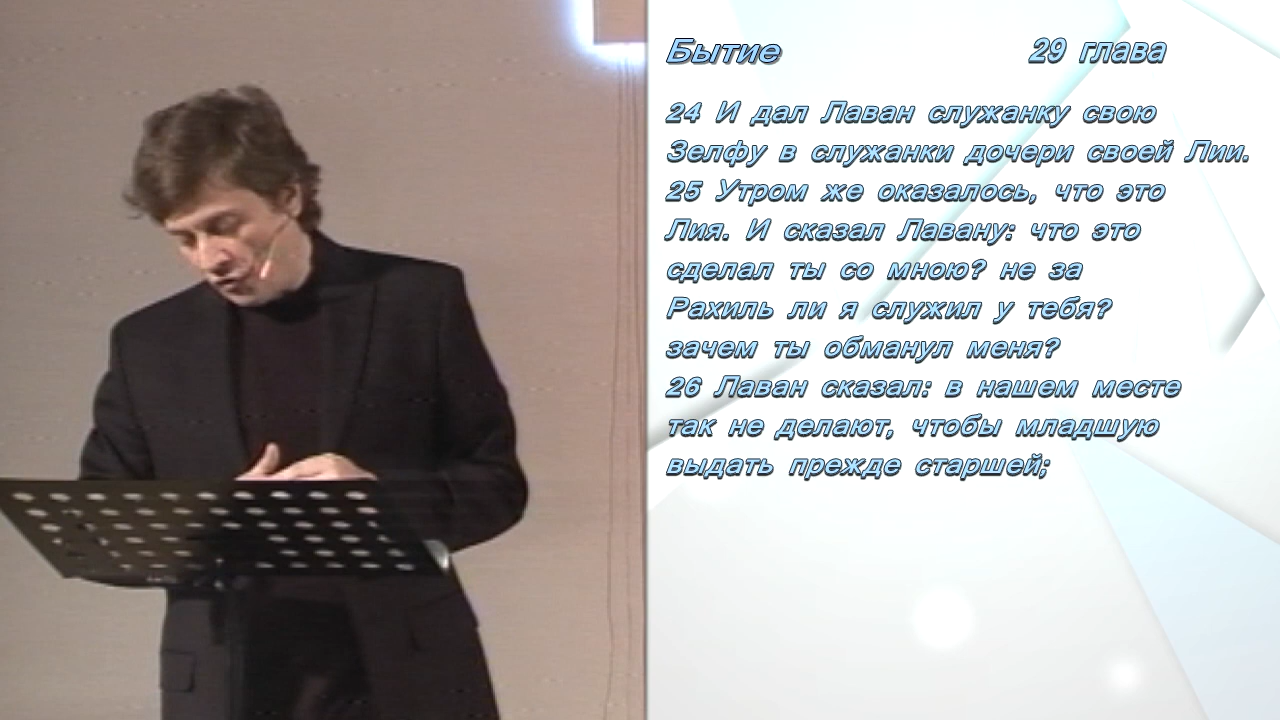 Бытие 29 глава
24 И дал Лаван служанку свою
Зелфу в служанки дочери своей Лии.
25 Утром же оказалось, что это
Лия. И сказал Лавану: что это
сделал ты со мною? не за
Рахиль ли я служил у тебя?
зачем ты обманул меня?
26 Лаван сказал: в нашем месте
так не делают, чтобы младшую
выдать прежде старшей;